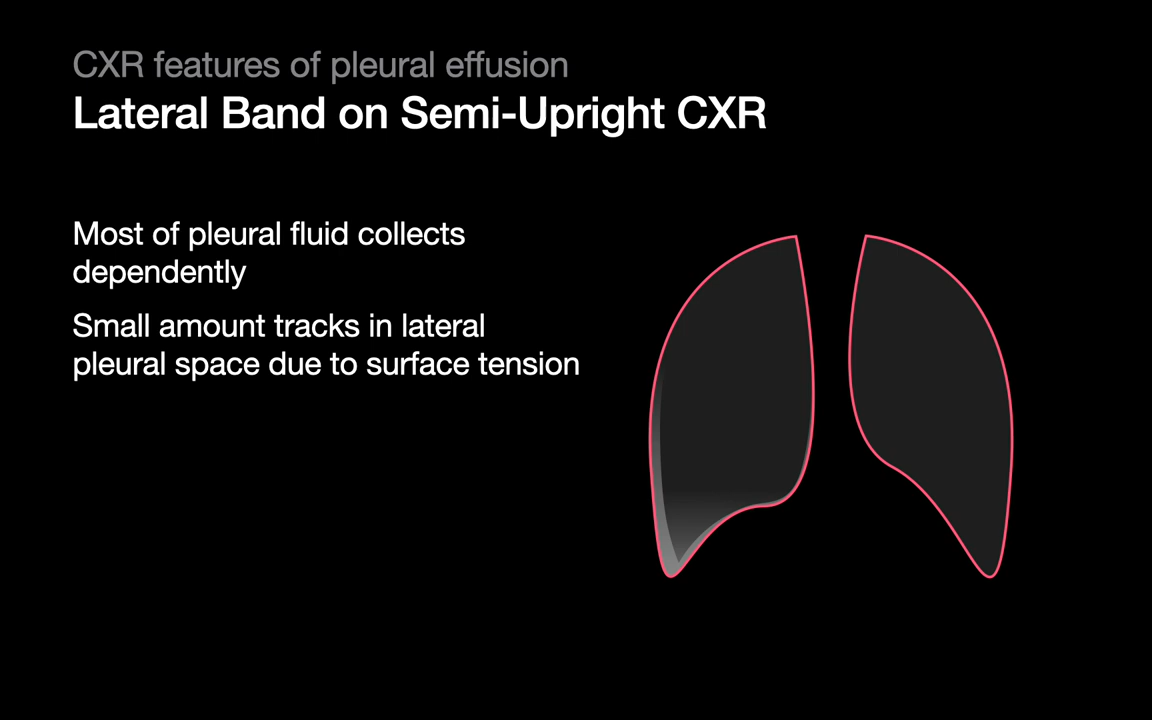 CXR features of pleural effusion
Lateral Band on Semi-Upright CXR
Most of pleural fluid collects
dependently
Small amount tracks in lateral
pleural space due to surface tension